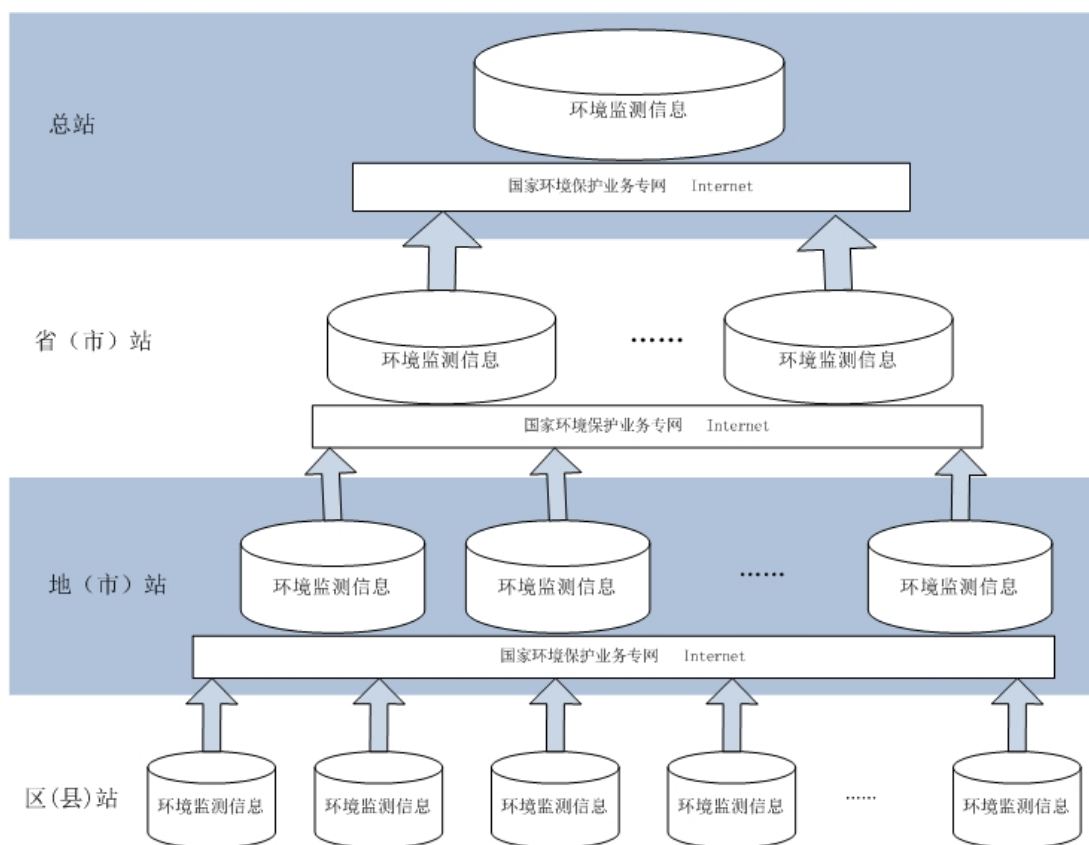 环境监测信息
总站
国家环境保护业务专网 Internet
省（市）站
环境监测信息
……
环境监测信息
国家环境保护业务专网 Internet
地（市）站
环境监测信息
环境监测信息
……
环境监测信息
国家环境保护业务专网 Internet
区(县)站
环境监测信息
环境监测信息
环境监测信息
环境监测信息
……
环境监测信息